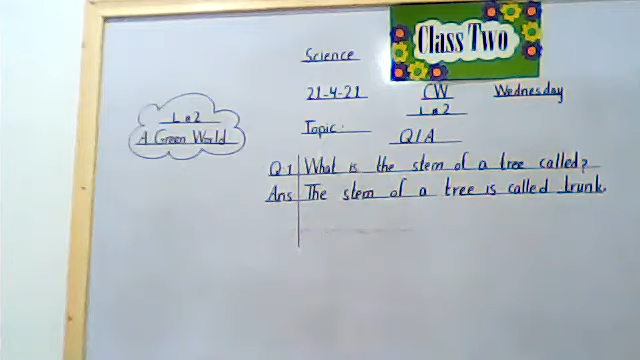 Class Two
Science
21-4-21 CW Wednesday
L 2
Topic: Q/A
L 2
A Green World
Q1 What is the stem of a tree called?
Ans The stem of a tree is called trunk.